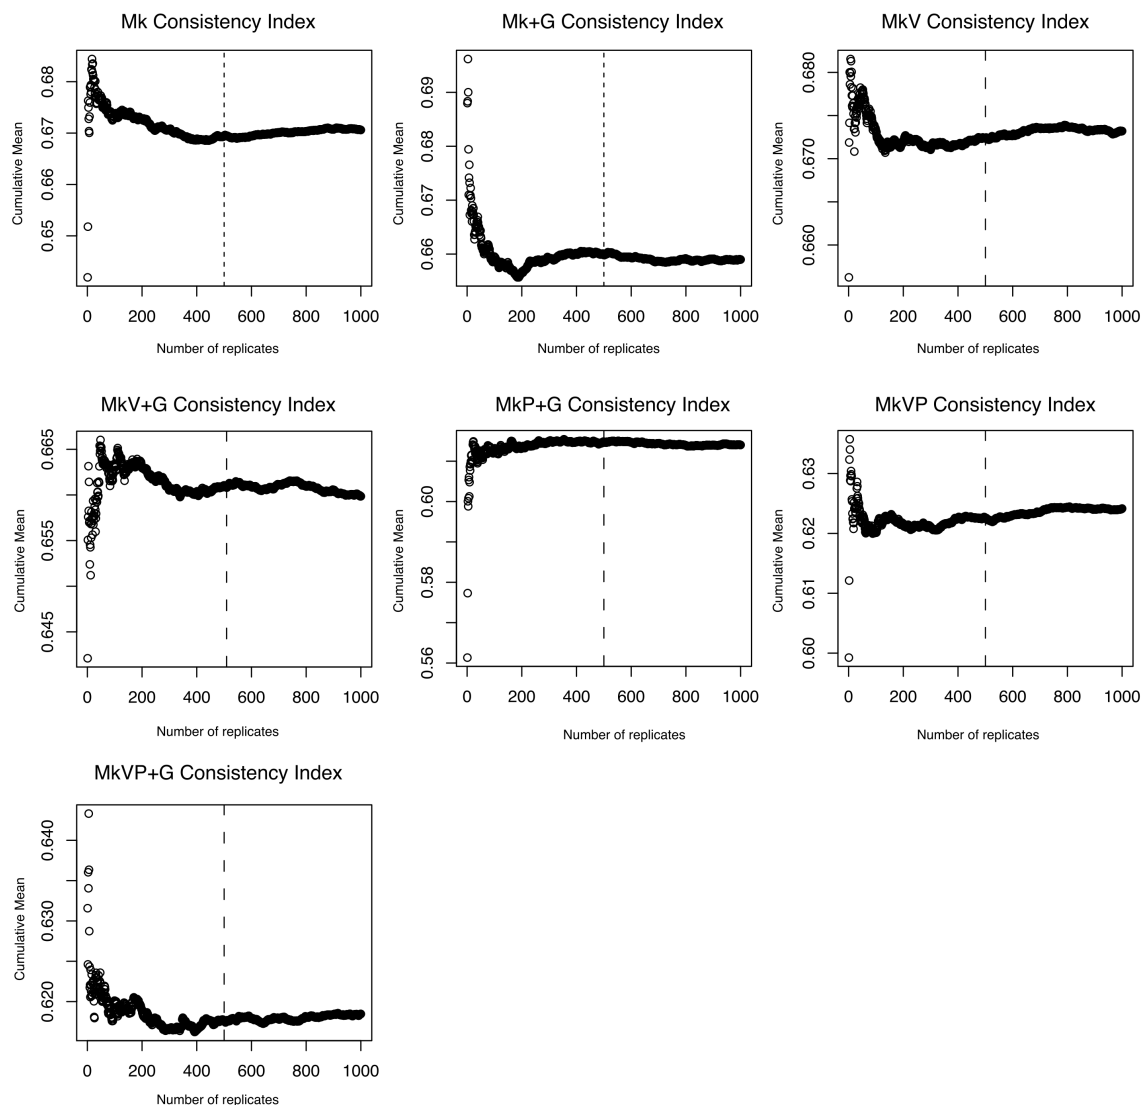 Mk Consistency Index
Cumulative Mean
0.68
0.67
0.66
0.65
0 200 400 600 800 1000
Number of replicates
Mk+G Consistency Index
Cumulative Mean
0.69
0.68
0.67
0.66
0 200 400 600 800 1000
Number of replicates
MkV Consistency Index
Cumulative Mean
0.680
0.670
0.660
0 200 400 600 800 1000
Number of replicates
MkV+G Consistency Index
Cumulative Mean
0.665
0.655
0.645
0 200 400 600 800 1000
Number of replicates
MkP+G Consistency Index
Cumulative Mean
0.60
0.58
0.56
0 200 400 600 800 1000
Number of replicates
MkVP Consistency Index
Cumulative Mean
0.63
0.62
0.61
0.60
0 200 400 600 800 1000
Number of replicates
MkVP+G Consistency Index
Cumulative Mean
0.640
0.630
0.620
0 200 400 600 800 1000
Number of replicates